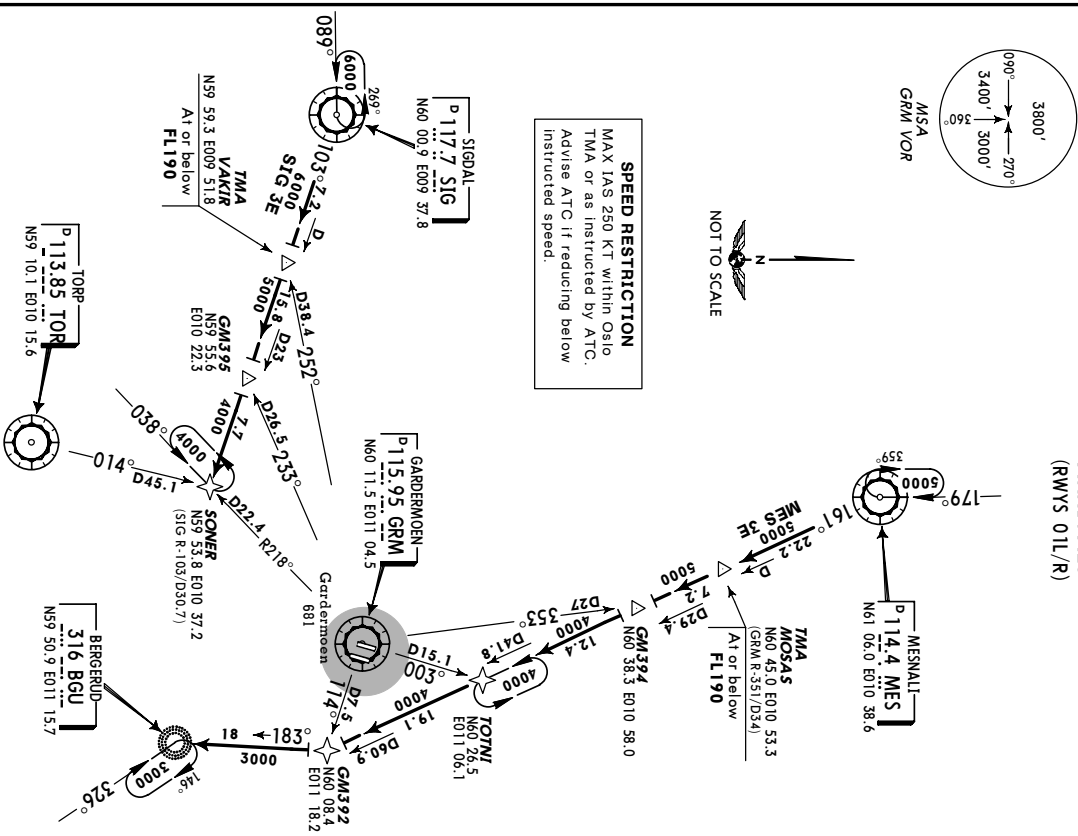 (RWYS 01L/R)
3800'
090°
270°
3400'
3000'
360°
MSA
GRM VOR
NOT TO SCALE
N
SPEED RESTRICTION
MAX IAS 250 KT within Oslo
TMA or as instructed by ATC.
Advise ATC if reducing below
instructed speed.
MESNALI
D 114.4 MES
N61 06.0 E010 38.6
179°
5000
359°
161°
MES 3E
5000
22.2
D
TMA
MOSAS
N60 45.0 E010 53.3
(GRM R-351/D34)
At or below
FL190
5000
7.2
D29.4
GM394
N60 38.3 E010 58.0
4000
12.4
D27
353°
D41.8
4000
TOTNI
N60 26.5
E011 06.1
D15.1
003°
4000
19.1
D60.9
GM392
N60 08.4
E011 18.2
D7.5
114°
183°
18
3000
BERGERUD
316 BGU
N59 50.9 E011 15.7
3000
146°
326°
GARDERMOEN
D 115.95 GRM
N60 11.5 E011 04.5
Gardermoen
681
SIGDAL
D 117.7 SIG
N60 00.9 E009 37.8
089°
6000
269°
103°
7.2
D
6000
SIG 3E
TMA
VAKIR
N59 59.3 E009 51.8
At or below
FL190
D38.4
252°
15.8
D23
5000
GM395
N59 55.6
E010 22.3
D26.5
233°
7.7
4000
D22.4
R218°
4000
038°
SONER
N59 53.8 E010 37.2
(SIG R-103/D30.7)
014°
D45.1
TORP
D 113.85 TOR
N59 10.1 E010 15.6